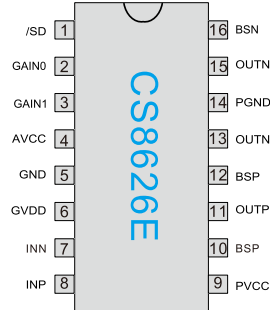 /SD 1 16 BSN
GAIN0 2 15 OUTN
GAIN1 3 14 PGND
AVCC 4 13 OUTN
GND 5 12 BSP
GVDD 6 11 OUTP
INN 7 10 BSP
INP 8 9 PVCC
CS8626E